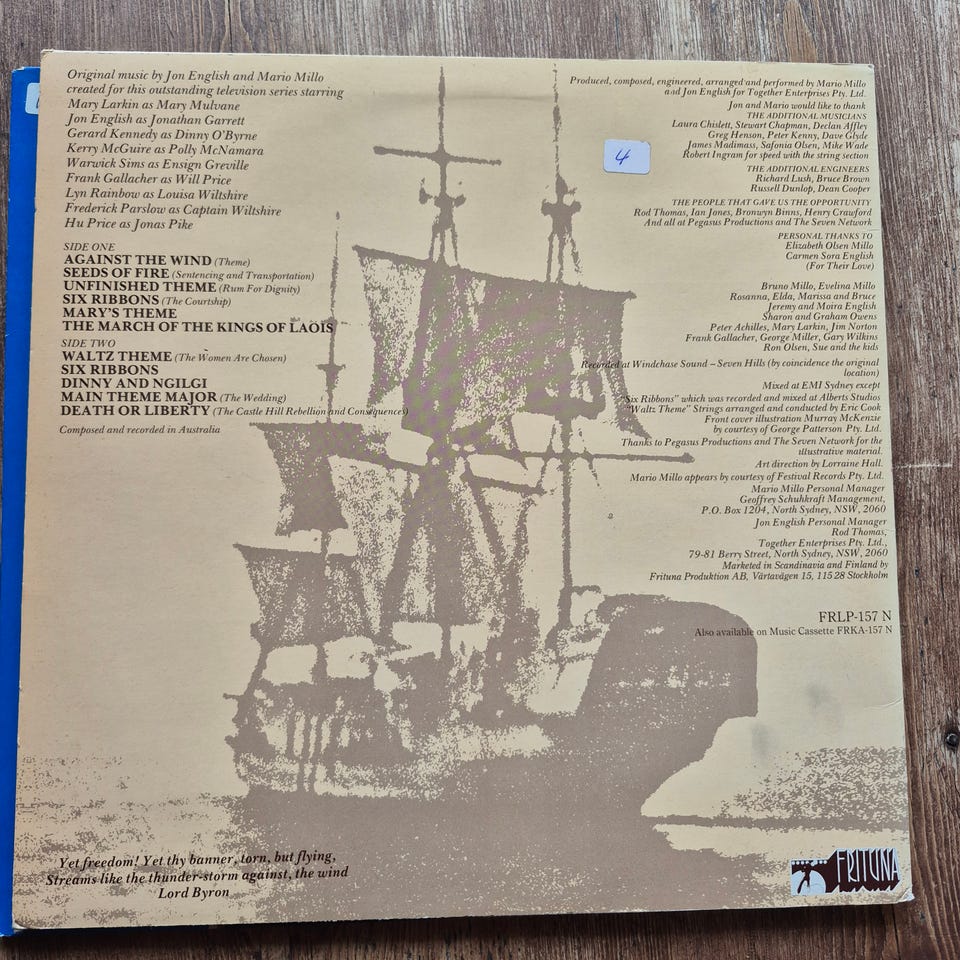 Original music by Jon English and Mario Millo
created for this outstanding television series starring
Mary Larkin as Mary Mulvane
Jon English as Jonathan Garrett
Gerard Kennedy as Dinny O'Byrne
Kerry McGuire as Polly McNamara
Warwick Sims as Ensign Greville
Frank Gallacher as Will Price
Lyn Rainbow as Louisa Wiltshire
Frederick Parslow as Captain Wiltshire
Hu Price as Jonas Pike
SIDE ONE
AGAINST THE WIND (Theme)
SEEDS OF FIRE (Sentencing and Transportation)
UNFINISHED THEME (Rum For Dignity)
SIX RIBBONS (The Courtship)
MARY'S THEME
THE MARCH OF THE KINGS OF LAOIS
SIDE TWO
WALTZ THEME (The Women Are Chosen)
SIX RIBBONS
DINNY AND NGILGI
MAIN THEME MAJOR (The Wedding)
DEATH OR LIBERTY (The Castle Hill Rebellion and Consequences)
Composed and recorded in Australia
4
Produced, composed, engineered, arranged and performed by Mario Millo
and Jon English for Together Enterprises Pty. Ltd.
Jon and Mario would like to thank
THE ADDITIONAL MUSICIANS
Laura Chislett, Stewart Chapman, Declan Affley
Greg Henson, Peter Kenny, Dave Glyde
James Madimass, Safonia Olsen, Mike Wade
Robert Ingram for speed with the string section
THE ADDITIONAL ENGINEERS
Richard Lush, Bruce Brown
Russell Dunlop, Dean Cooper
THE PEOPLE THAT GAVE US THE OPPORTUNITY
Rod Thomas, Ian Jones, Bronwyn Binns, Henry Crawford
And all at Pegasus Productions and The Seven Network
PERSONAL THANKS TO
Elizabeth Olsen Millo
Carmen Sora English
(For Their Love)
Bruno Millo, Evelina Millo
Rosanna, Elda, Marissa and Bruce
Jeremy and Moira English
Sharon and Graham Owens
Peter Achilles, Mary Larkin, Jim Norton
Frank Gallacher, George Miller, Gary Wilkins
Ron Olsen, Sue and the kids
Recorded at Windchase Sound – Seven Hills (by coincidence the original
location)
Mixed at EMI Sydney except
"Six Ribbons" which was recorded and mixed at Alberts Studios
"Waltz Theme" Strings arranged and conducted by Eric Cook
Front cover illustration Murray McKenzie
by courtesy of George Patterson Pty. Ltd.
Thanks to Pegasus Productions and The Seven Network for the
illustrative material.
Art direction by Lorraine Hall.
Mario Millo appears by courtesy of Festival Records Pty. Ltd.
Mario Millo Personal Manager
Geoffrey Schuhkraft Management,
P.O. Box 1204, North Sydney, NSW, 2060
Jon English Personal Manager
Rod Thomas,
Together Enterprises Pty. Ltd.,
79-81 Berry Street, North Sydney, NSW, 2060
Marketed in Scandinavia and Finland by
Frituna Produktion AB, Värtavägen 15, 115 28 Stockholm
FRLP-157 N
Also available on Music Cassette FRKA-157 N
Yet freedom! Yet thy banner, torn, but flying,
Streams like the thunder-storm against, the wind
Lord Byron
FRITUNA